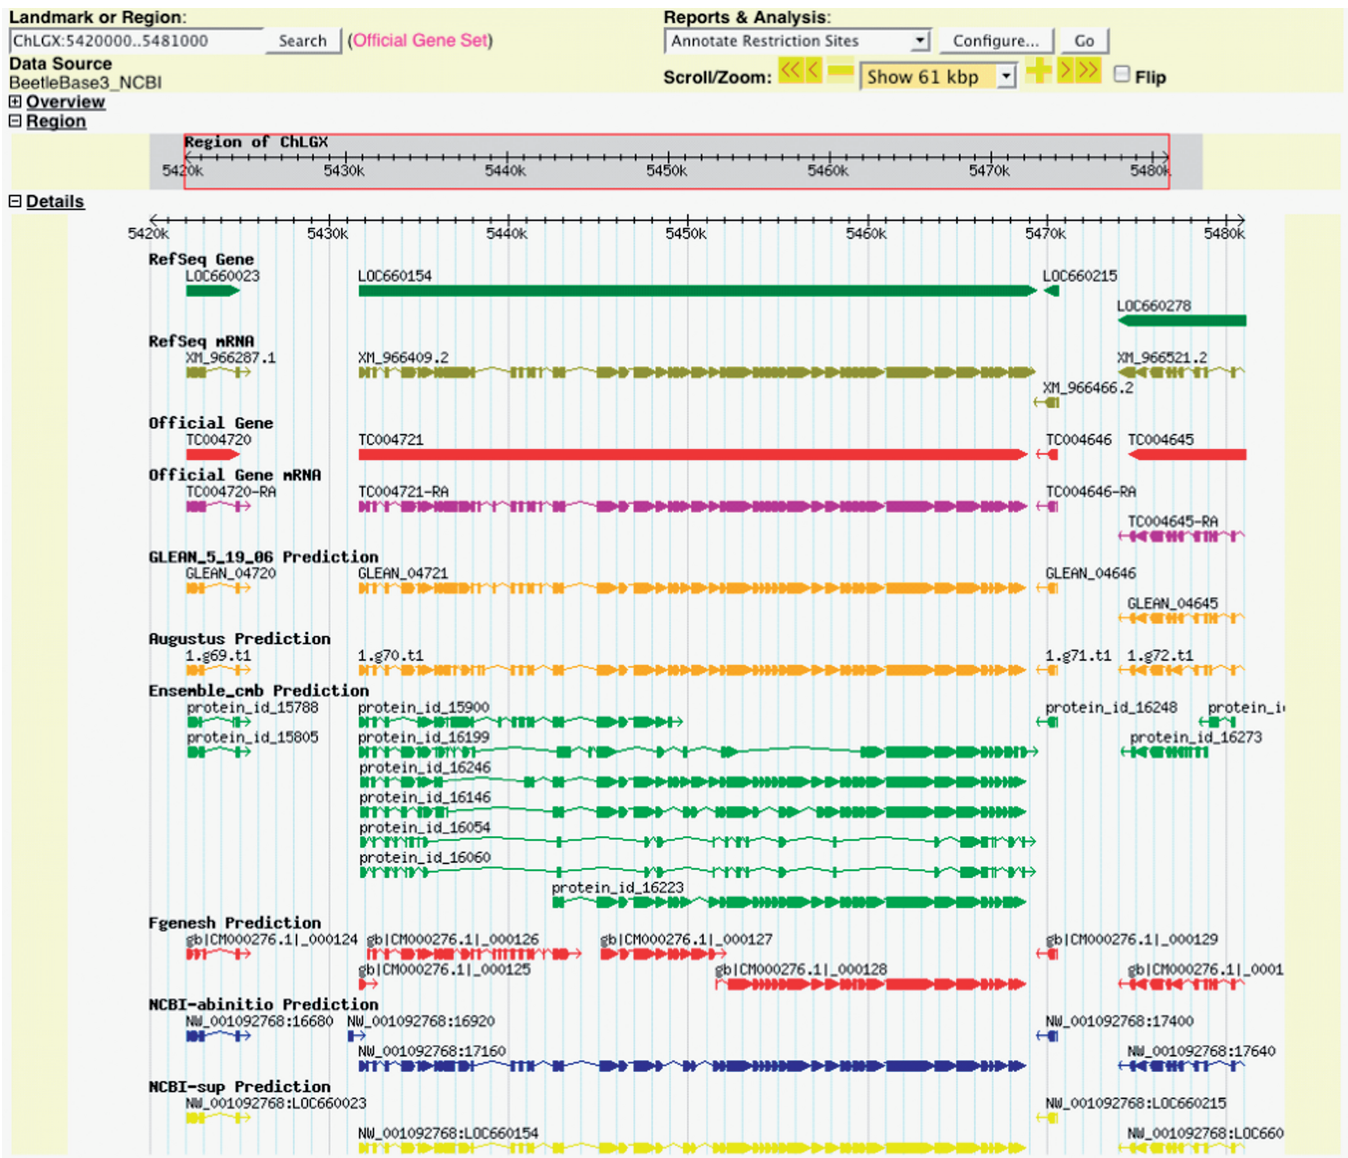 Landmark or Region: Reports & Analysis:
ChLGX:5420000..5481000 Search (Official Gene Set) Annotate Restriction Sites Configure... Go
Data Source
BeetleBase3_NCBI Scroll/Zoom: << < Show 61 kbp > >> Flip
Overview
Region
Region of ChLGX
5420k 5430k 5440k 5450k 5460k 5470k 5480k
Details
5420k 5430k 5440k 5450k 5460k 5470k 5480k
RefSeq Gene
LOC660023 LOC660154 LOC660215
LOC660278
RefSeq mRNA
XM_966287.1 XM_966409.2 XM_966521.2
XM_966466.2
Official Gene
TC004720 TC004721 TC004646 TC004645
Official Gene mRNA
TC004720-RA TC004721-RA TC004646-RA
TC004645-RA
GLEAN_5_19_06 Prediction
GLEAN_04720 GLEAN_04721 GLEAN_04646
GLEAN_04645
Augustus Prediction
1.g69.t1 1.g70.t1 1.g71.t1 1.g72.t1
Ensemble_cmb Prediction
protein_id_15788 protein_id_15900 protein_id_16248 protein_i
protein_id_15805 protein_id_16199 protein_id_16273
protein_id_16246
protein_id_16146
protein_id_16054
protein_id_16060
protein_id_16223
Fgenesh Prediction
gb|CM000276.1|_000124 gb|CM000276.1|_000126 gb|CM000276.1|_000127 gb|CM000276.1|_000129
gb|CM000276.1|_000125 gb|CM000276.1|_000128 gb|CM000276.1|_0001
NCBI-abinitio Prediction
NW_001092768:16680 NW_001092768:16920 NW_001092768:17400
NW_001092768:17160 NW_001092768:17640
NCBI-sup Prediction
NW_001092768:LOC660023 NW_001092768:LOC660215
NW_001092768:LOC660154 NW_001092768:LOC660